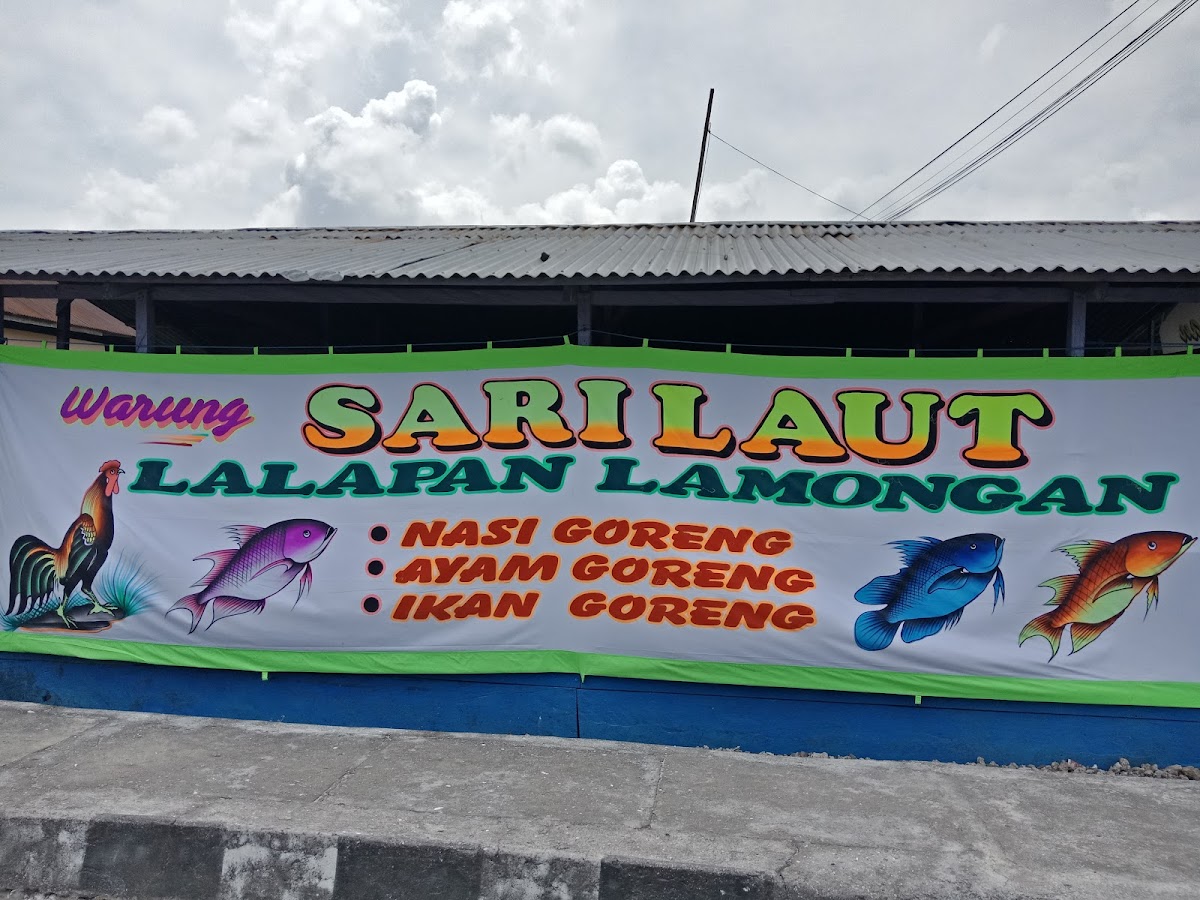 Warung SARI LAUT
LALAPAN LAMONGAN
• NASI GORENG
• AYAM GORENG
• IKAN GORENG